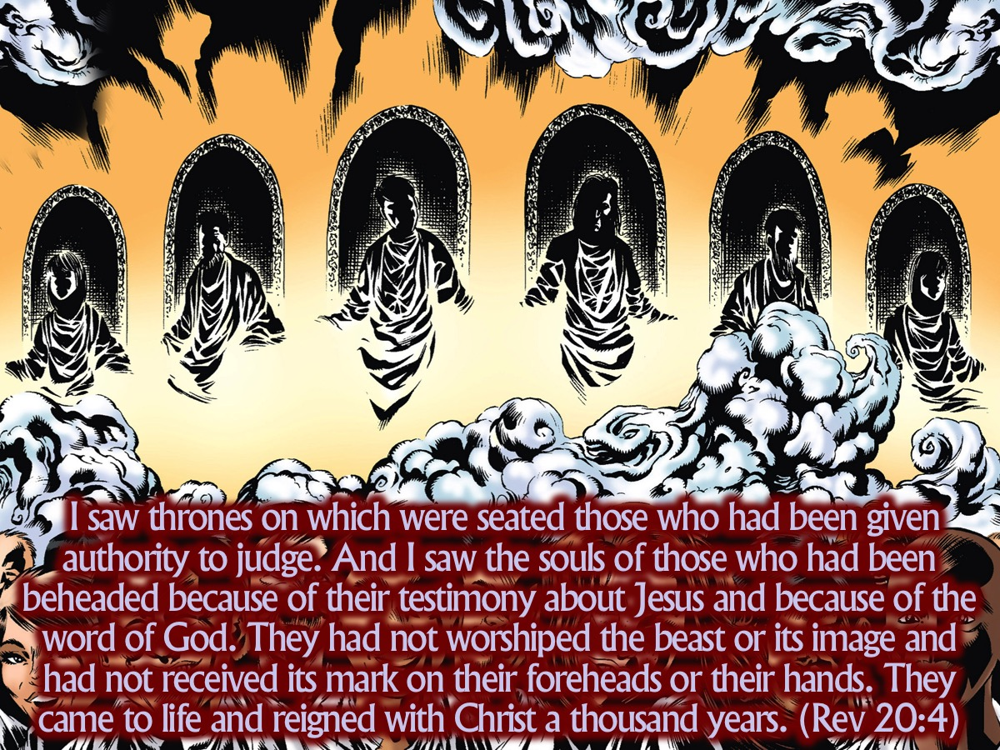 I saw thrones on which were seated those who had been given
authority to judge. And I saw the souls of those who had been
beheaded because of their testimony about Jesus and because of the
word of God. They had not worshiped the beast or its image and
had not received its mark on their foreheads or their hands. They
came to life and reigned with Christ a thousand years. (Rev 20:4)